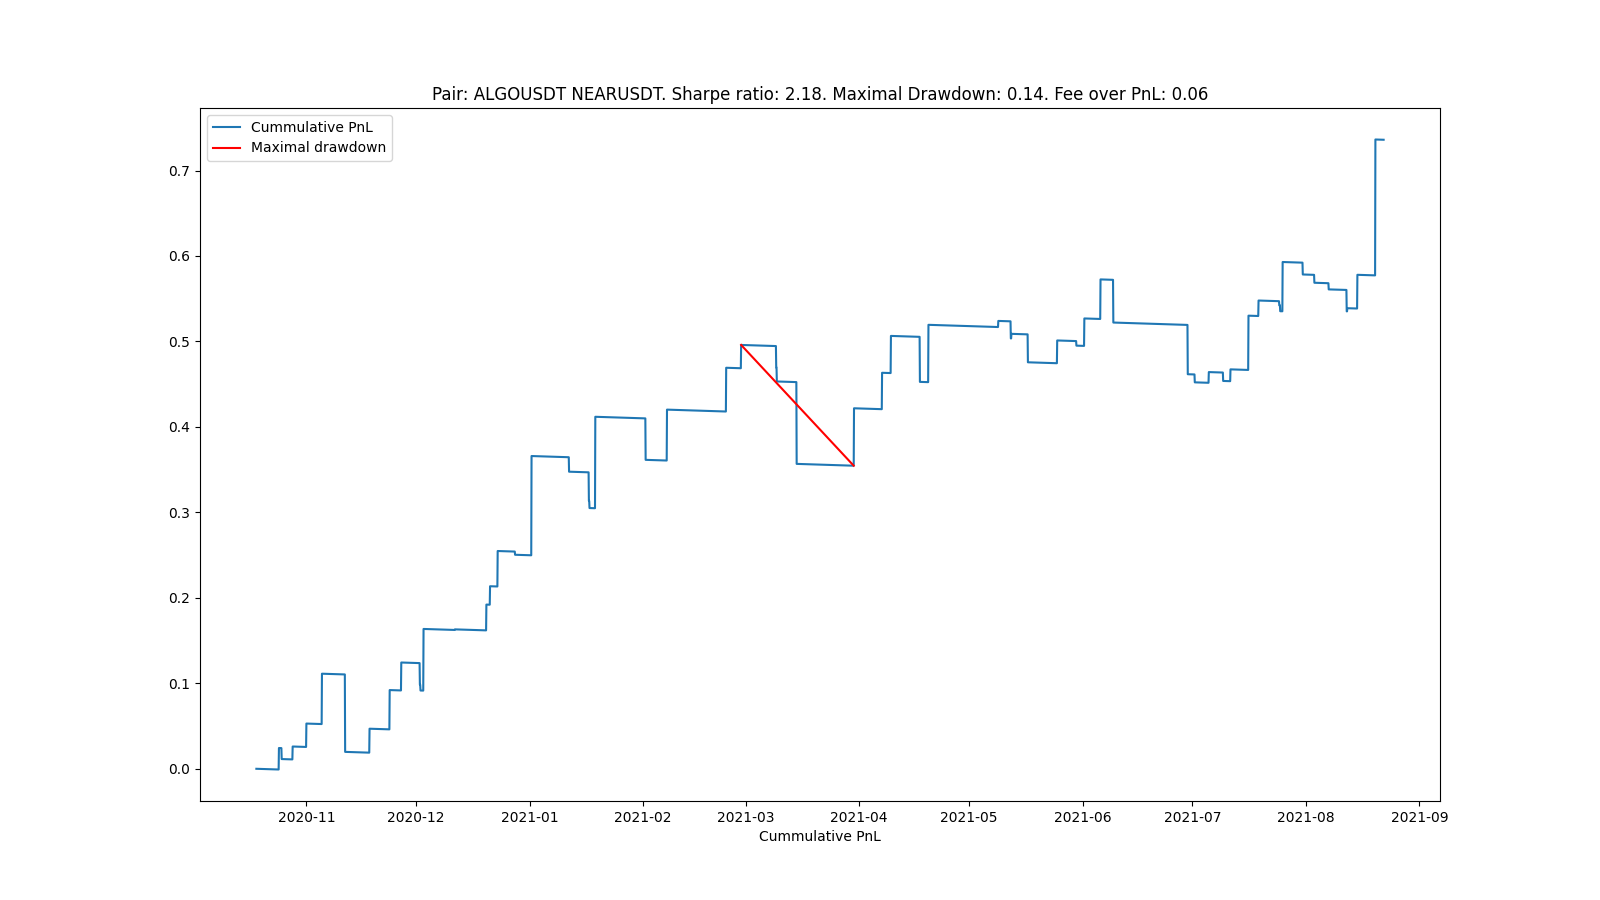 Pair: ALGOUSDT NEARUSDT. Sharpe ratio: 2.18. Maximal Drawdown: 0.14. Fee over PnL: 0.06
Cummulative PnL
Maximal drawdown
0.7
0.6
0.5
0.4
0.3
0.2
0.1
0.0
2020-11 2020-12 2021-01 2021-02 2021-03 2021-04 2021-05 2021-06 2021-07 2021-08 2021-09
Cummulative PnL